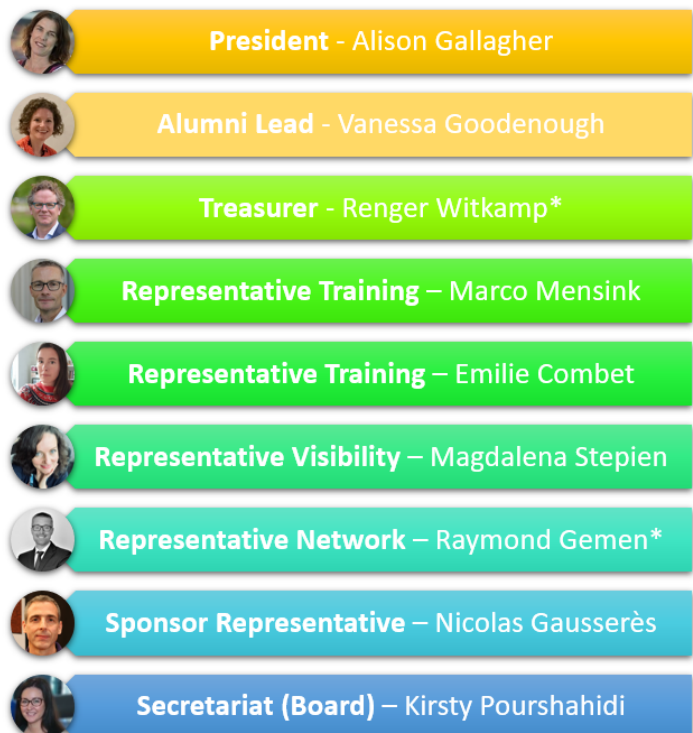 President - Alison Gallagher
Alumni Lead - Vanessa Goodenough
Treasurer - Renger Witkamp*
Representative Training – Marco Mensink
Representative Training – Emilie Combet
Representative Visibility – Magdalena Stepien
Representative Network – Raymond Gemen*
Sponsor Representative – Nicolas Gausserès
Secretariat (Board) – Kirsty Pourshahidi